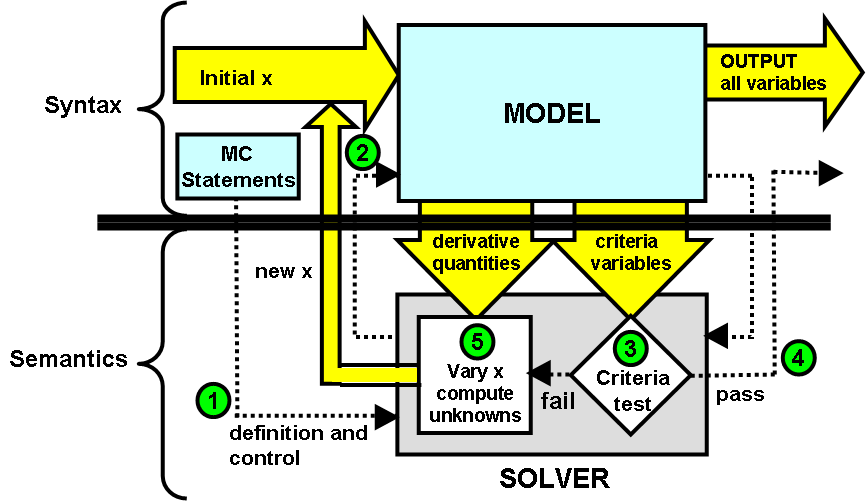 Syntax
Initial x
MODEL
OUTPUT
all variables
MC
Statements
2
derivative
quantities
criteria
variables
new x
Semantics
5
Vary x
compute
unknowns
3
Criteria
test
4
fail
pass
1
definition and
control
SOLVER